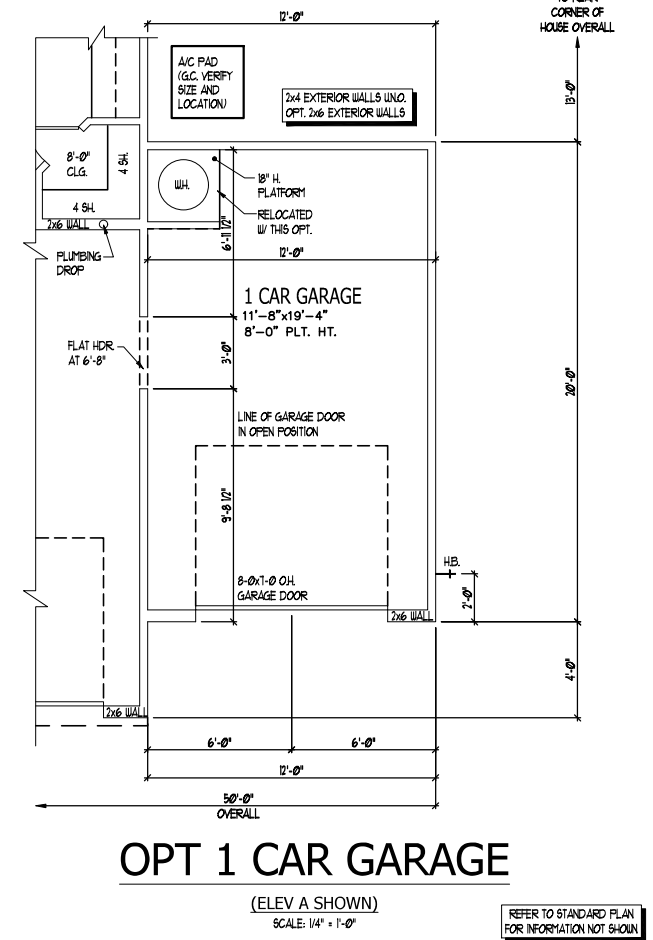 12'-0"
CORNER OF
HOUSE OVERALL
A/C PAD
(G.C. VERIFY
SIZE AND
LOCATION)
2x4 EXTERIOR WALLS U.N.O.
OPT. 2x6 EXTERIOR WALLS
13'-0"
8'-0"
CLG.
4 SH.
4 SH.
W.H.
18" H.
PLATFORM
RELOCATED
W/ THIS OPT.
2x6 WALL
PLUMBING
DROP
6'-11 1/2"
12'-0"
1 CAR GARAGE
11'-8"x19'-4"
8'-0" PLT. HT.
FLAT HDR.
AT 6'-8"
3'-0"
20'-0"
LINE OF GARAGE DOOR
IN OPEN POSITION
9'-8 1/2"
H.B.
8-0x7-0 O.H.
GARAGE DOOR
2'-0"
2x6 WALL
4'-0"
2x6 WALL
6'-0"
6'-0"
12'-0"
50'-0"
OVERALL
OPT 1 CAR GARAGE
(ELEV A SHOWN)
SCALE: 1/4" = 1'-0"
REFER TO STANDARD PLAN
FOR INFORMATION NOT SHOWN